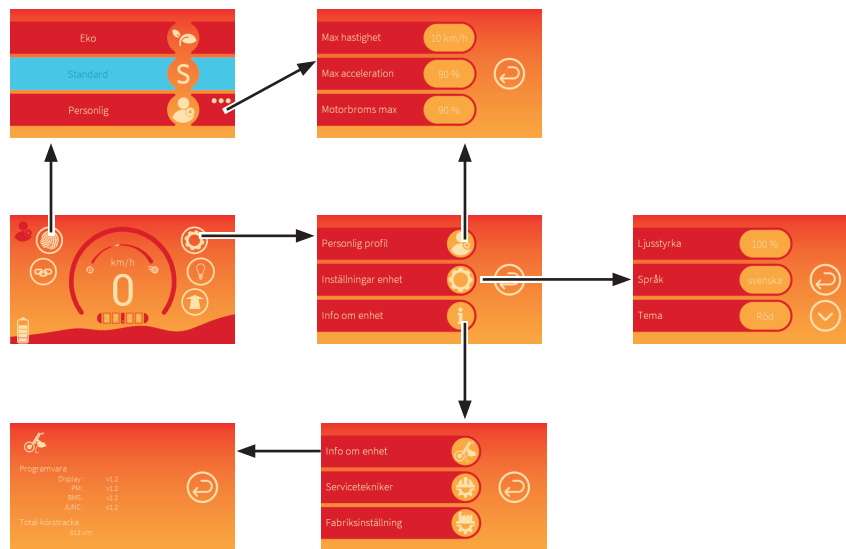 Eko
Standard
S
Personlig
Max hastighet 10 km/h
Max acceleration 90 %
Motorbroms max 90 %
km/h
0
Personlig profil
Inställningar enhet
Info om enhet
Ljusstyrka 100 %
Språk svenska
Tema Röd
Programvara
Display: v1.2
PM: v1.2
BMS: v1.2
JUNC: v1.2
Total körstracka
313 km
Info om enhet
Servicetekniker
Fabriksinställning